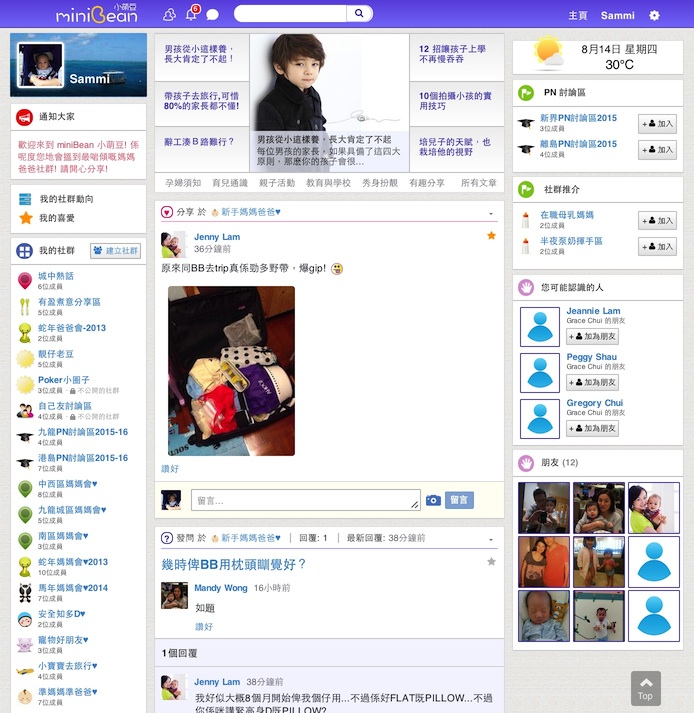 小萌豆
miniBean
6
主頁
Sammi
Sammi
通知大家
歡迎來到 miniBean 小萌豆! 係
呢度您地會搵到最啱傾嘅媽媽
爸爸社群! 請開心分享!
我的社群動向
我的喜愛
我的社群
建立社群
城中熱話
6位成員
有盈煮意分享區
5位成員
蛇年爸爸會-2013
2位成員
靚仔老豆
5位成員
Poker小圈子
3位成員 · 不公開的社群
自己友討論區
4位成員 · 不公開的社群
九龍PN討論區2015-16
4位成員
港島PN討論區2015-16
7位成員
中西區媽媽會♥
8位成員
九龍城區媽媽會♥
5位成員
南區媽媽會♥
3位成員
蛇年媽媽會♥2013
10位成員
馬年媽媽會♥2014
7位成員
安全知多D♥
2位成員
寵物好朋友♥
3位成員
小寶寶去旅行♥
4位成員
準媽媽準爸爸♥
7位成員
男孩從小這樣養，
長大肯定了不起！
帶孩子去旅行,可惜
80%的家長都不懂!
辭工湊Ｂ路難行？
男孩從小這樣養，長大肯定了不起
每位男孩的家長，如果具備了這四大
原則，那麼你的孩子會很...
12 招讓孩子上學
不再慢吞吞
10個拍攝小孩的實
用技巧
培兒子的天賦，也
栽培他的視野
孕婦須知
育兒通識
親子活動
教育與學校
秀身扮靚
有趣分享
所有文章
分享 於 新手媽媽爸爸♥
Jenny Lam
36分鐘前
原來同BB去trip真係勁多野帶，爆gip!
讚好
留言...
留言
發問 於 新手媽媽爸爸♥ | 回覆: 1 | 最新回覆: 38分鐘前
幾時俾BB用枕頭瞓覺好？
Mandy Wong 16小時前
如題
讚好
1個回覆
Jenny Lam 38分鐘前
我好似大概8個月開始俾我個仔用...不過係好FLAT既PILLOW...不過
你係咪講緊高身D既PILLOW?
8月14日 星期四
30°C
PN 討論區
新界PN討論區2015
3位成員
+ 加入
離島PN討論區2015
4位成員
+ 加入
社群推介
在職母乳媽媽
2位成員
+ 加入
半夜泵奶揮手區
2位成員
+ 加入
您可能認識的人
Jeannie Lam
Grace Chui 的朋友
+ 加為朋友
Peggy Shau
Grace Chui 的朋友
+ 加為朋友
Gregory Chui
Grace Chui 的朋友
+ 加為朋友
朋友 (12)
Top